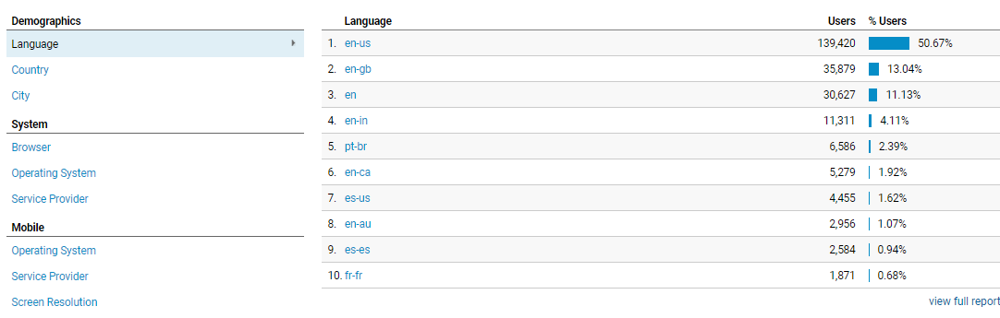 Demographics
Language
Country
City
System
Browser
Operating System
Service Provider
Mobile
Operating System
Service Provider
Screen Resolution
Language Users % Users
1. en-us 139,420 50.67%
2. en-gb 35,879 13.04%
3. en 30,627 11.13%
4. en-in 11,311 4.11%
5. pt-br 6,586 2.39%
6. en-ca 5,279 1.92%
7. es-us 4,455 1.62%
8. en-au 2,956 1.07%
9. es-es 2,584 0.94%
10. fr-fr 1,871 0.68%
view full report